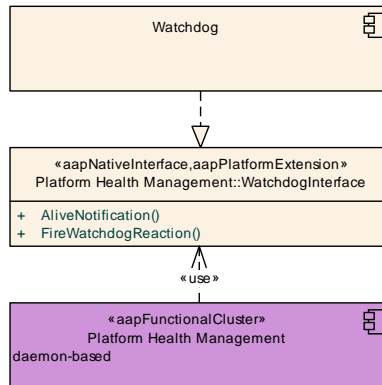 Watchdog
«aapNativeInterface,aapPlatformExtension»
Platform Health Management::WatchdogInterface
+ AliveNotification()
+ FireWatchdogReaction()
«use»
«aapFunctionalCluster»
Platform Health Management
daemon-based